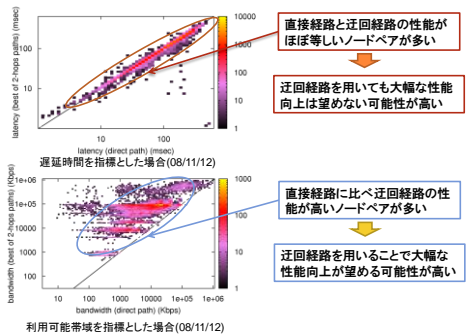 latency (best of 2-hops paths) (msec)
100
10
10
100
latency (direct path) (msec)
10000
1000
100
10
1
遅延時間を指標とした場合(08/11/12)
直接経路と迂回経路の性能が
ほぼ等しいノードペアが多い
迂回経路を用いても大幅な性能
向上は望めない可能性が高い
bandwidth (best of 2-hops paths) (Kbps)
1e+06
1e+05
10000
1000
100
10
100
1000
10000
1e+05
1e+06
bandwidth (direct path) (Kbps)
1000
100
10
1
利用可能帯域を指標とした場合(08/11/12)
直接経路に比べ迂回経路の性
能が高いノードペアが多い
迂回経路を用いることで大幅な
性能向上が望める可能性が高い